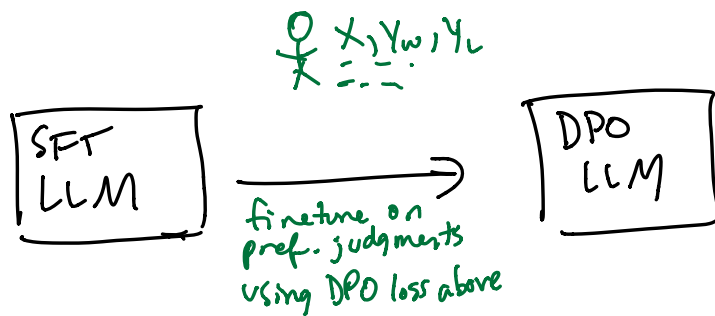 X, Yw, YL
SFT
LLM
finetune on
pref. judgments
using DPO loss above
DPO
LLM